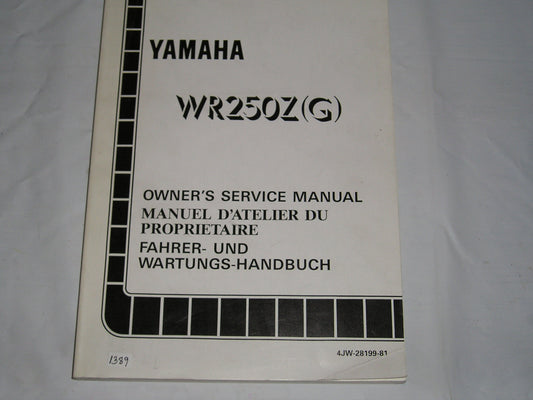 YAMAHA
WR250Z(G)
OWNER'S SERVICE MANUAL
MANUEL D'ATELIER DU
PROPRIETAIRE
FAHRER- UND
WARTUNGS-HANDBUCH
4JW-28199-81
1389